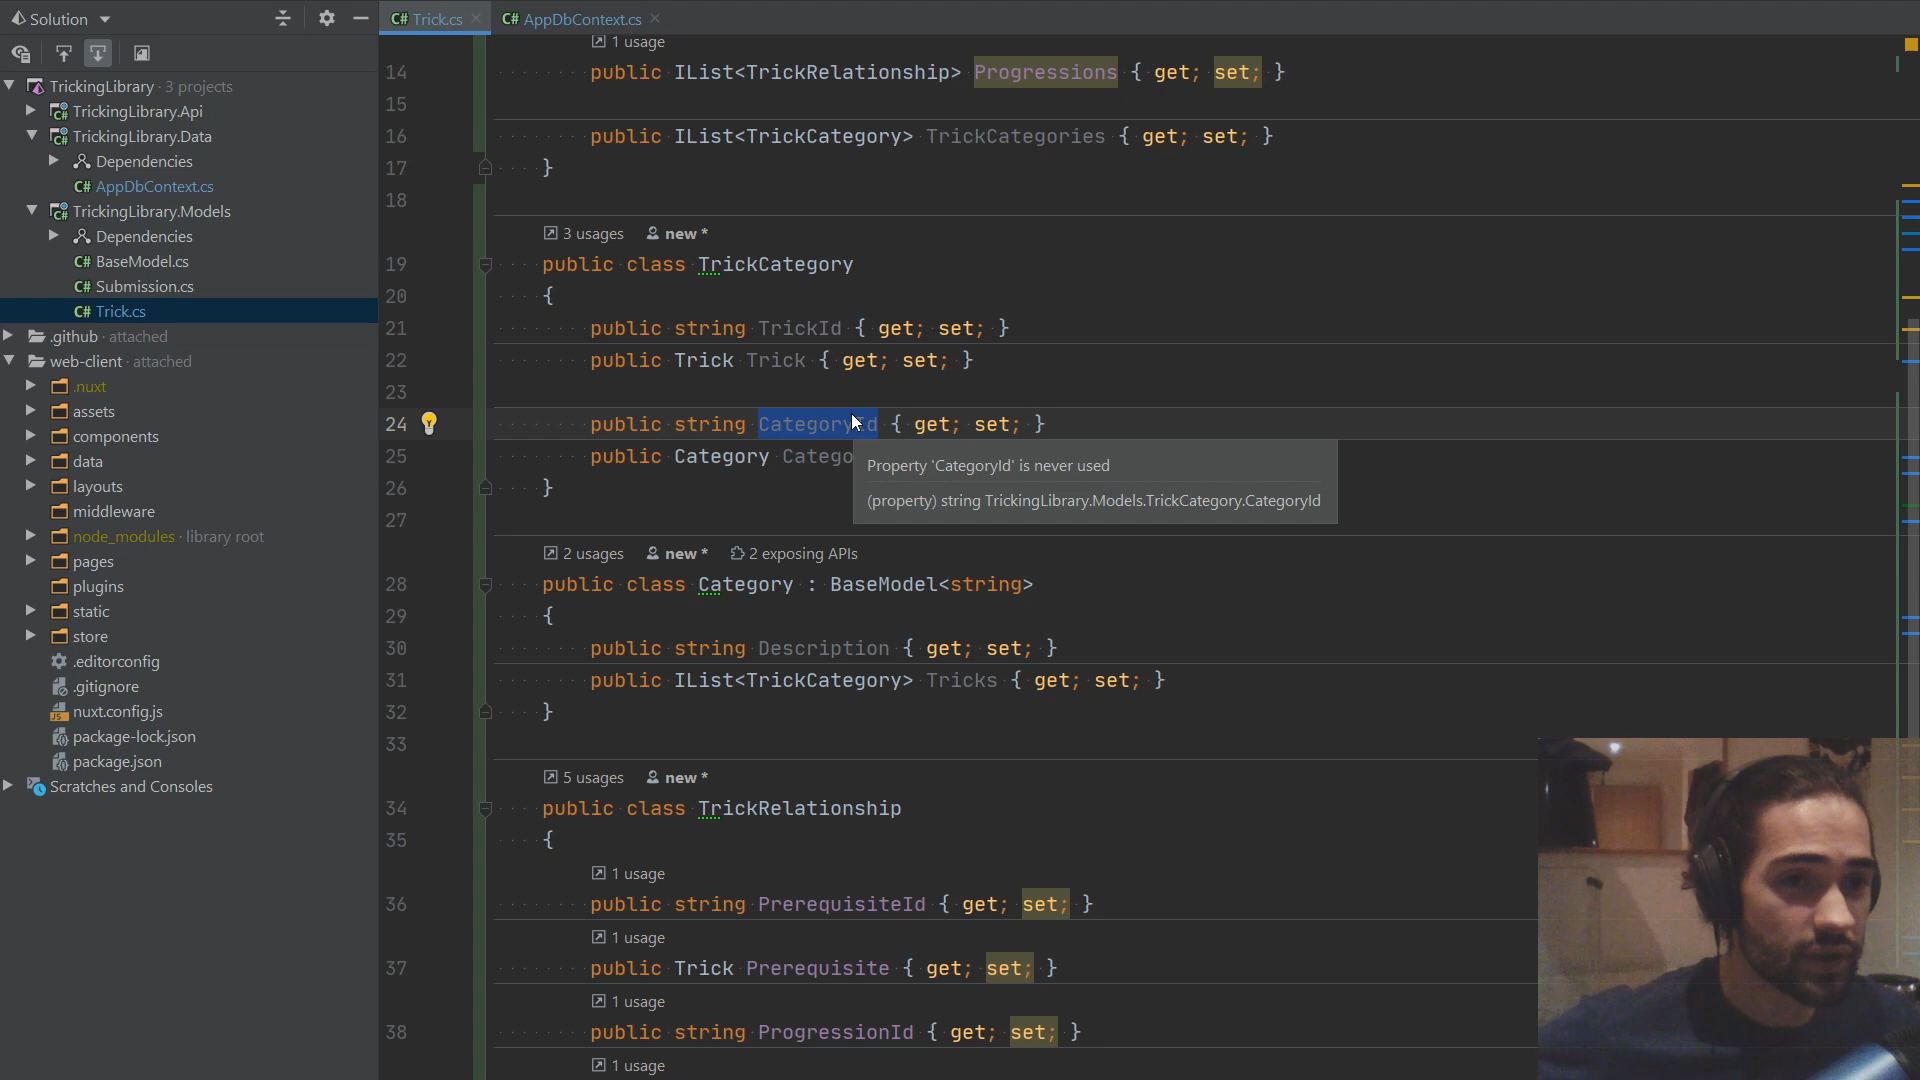 Solution
C# Trick.cs
C# AppDbContext.cs
TrickingLibrary · 3 projects
TrickingLibrary.Api
TrickingLibrary.Data
Dependencies
C# AppDbContext.cs
TrickingLibrary.Models
Dependencies
C# BaseModel.cs
C# Submission.cs
C# Trick.cs
.github · attached
web-client · attached
.nuxt
assets
components
data
layouts
middleware
node_modules · library root
pages
plugins
static
store
.editorconfig
.gitignore
nuxt.config.js
package-lock.json
package.json
Scratches and Consoles
1 usage
14 public IList<TrickRelationship> Progressions { get; set; }
15
16 public IList<TrickCategory> TrickCategories { get; set; }
17 }
18
3 usages new *
19 public class TrickCategory
20 {
21 public string TrickId { get; set; }
22 public Trick Trick { get; set; }
23
24 public string CategoryId { get; set; }
25 public Category Catego
Property 'CategoryId' is never used
(property) string TrickingLibrary.Models.TrickCategory.CategoryId
26 }
27
2 usages new * 2 exposing APIs
28 public class Category : BaseModel<string>
29 {
30 public string Description { get; set; }
31 public IList<TrickCategory> Tricks { get; set; }
32 }
33
5 usages new *
34 public class TrickRelationship
35 {
1 usage
36 public string PrerequisiteId { get; set; }
1 usage
37 public Trick Prerequisite { get; set; }
1 usage
38 public string ProgressionId { get; set; }
1 usage